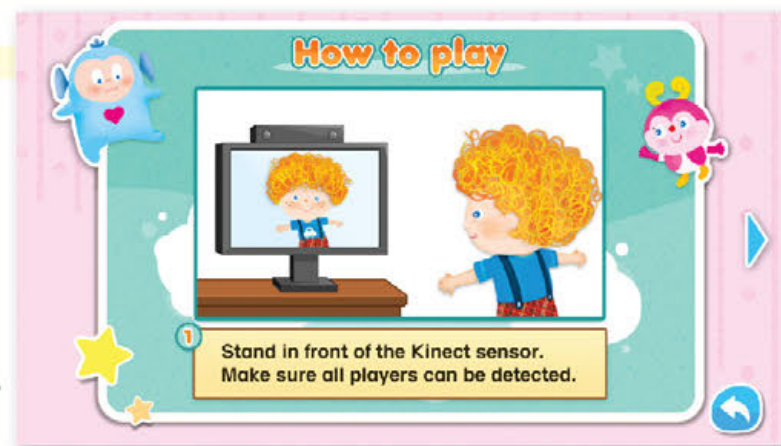 How to play
1
Stand in front of the Kinect sensor.
Make sure all players can be detected.